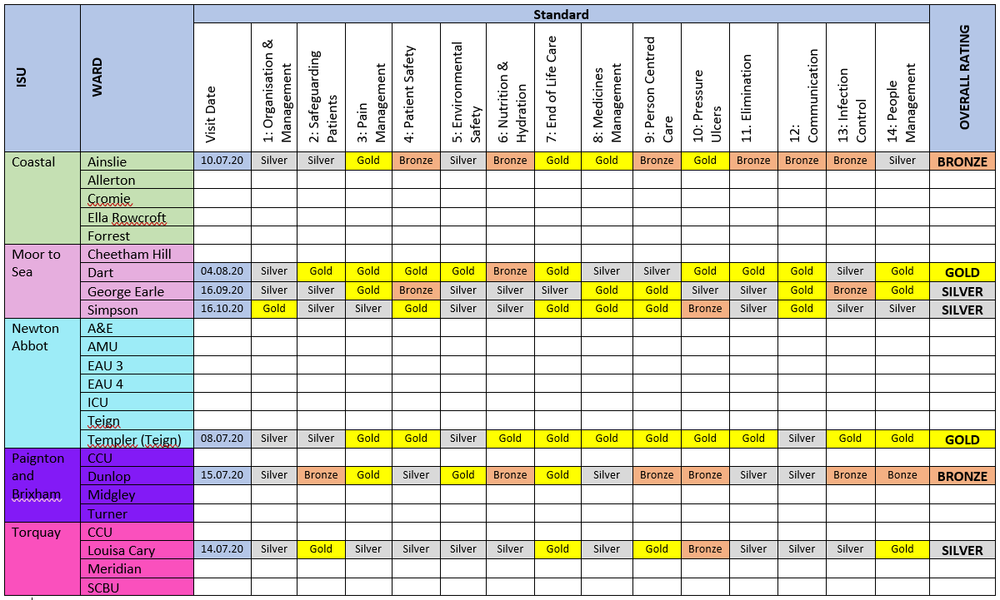 ISU WARD Standard OVERALL RATING
Visit Date 1: Organisation & Management 2: Safeguarding Patients 3: Pain Management 4: Patient Safety 5: Environmental Safety 6: Nutrition & Hydration 7: End of Life Care 8: Medicines Management 9: Person Centred Care 10: Pressure Ulcers 11. Elimination 12: Communication 13: Infection Control 14: People Management
Coastal Ainslie 10.07.20 Silver Silver Gold Bronze Silver Bronze Gold Gold Bronze Gold Bronze Bronze Bronze Silver BRONZE
Allerton
Cromie
Ella Rowcroft
Forrest
Moor to Cheetham Hill
Sea Dart 04.08.20 Silver Gold Gold Gold Gold Bronze Gold Silver Silver Gold Gold Gold Silver Gold GOLD
George Earle 16.09.20 Silver Silver Gold Bronze Silver Silver Silver Gold Gold Silver Silver Gold Bronze Gold SILVER
Simpson 16.10.20 Gold Silver Silver Gold Silver Silver Gold Gold Gold Bronze Silver Gold Silver Silver SILVER
Newton A&E
Abbot AMU
EAU 3
EAU 4
ICU
Teign
Templer (Teign) 08.07.20 Silver Silver Gold Gold Silver Gold Gold Gold Gold Gold Gold Silver Gold Gold GOLD
Paignton CCU
and Dunlop 15.07.20 Silver Bronze Gold Silver Gold Bronze Gold Silver Bronze Bronze Silver Silver Bronze Bonze BRONZE
Brixham Midgley
Turner
Torquay CCU
Louisa Cary 14.07.20 Silver Gold Silver Silver Silver Silver Gold Silver Gold Bronze Silver Silver Silver Gold SILVER
Meridian
SCBU